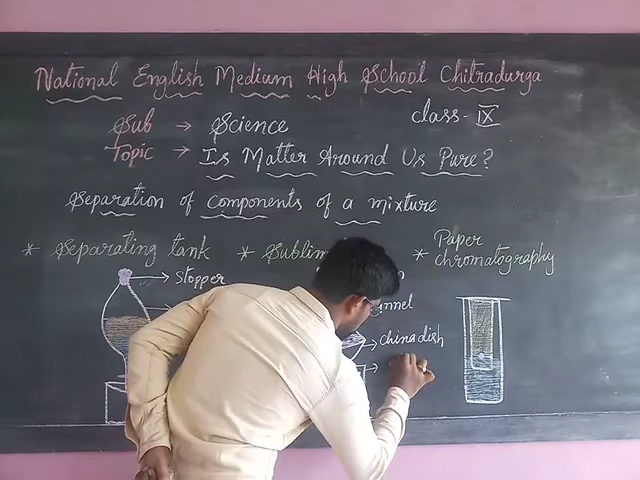 National English Medium High School Chitradurga
class - IX
Sub → Science
Topic → Is Matter Around Us Pure?
Separation of components of a mixture
* Separating tank
* Sublim
* Paper
chromatography
→ Stopper
→ china dish